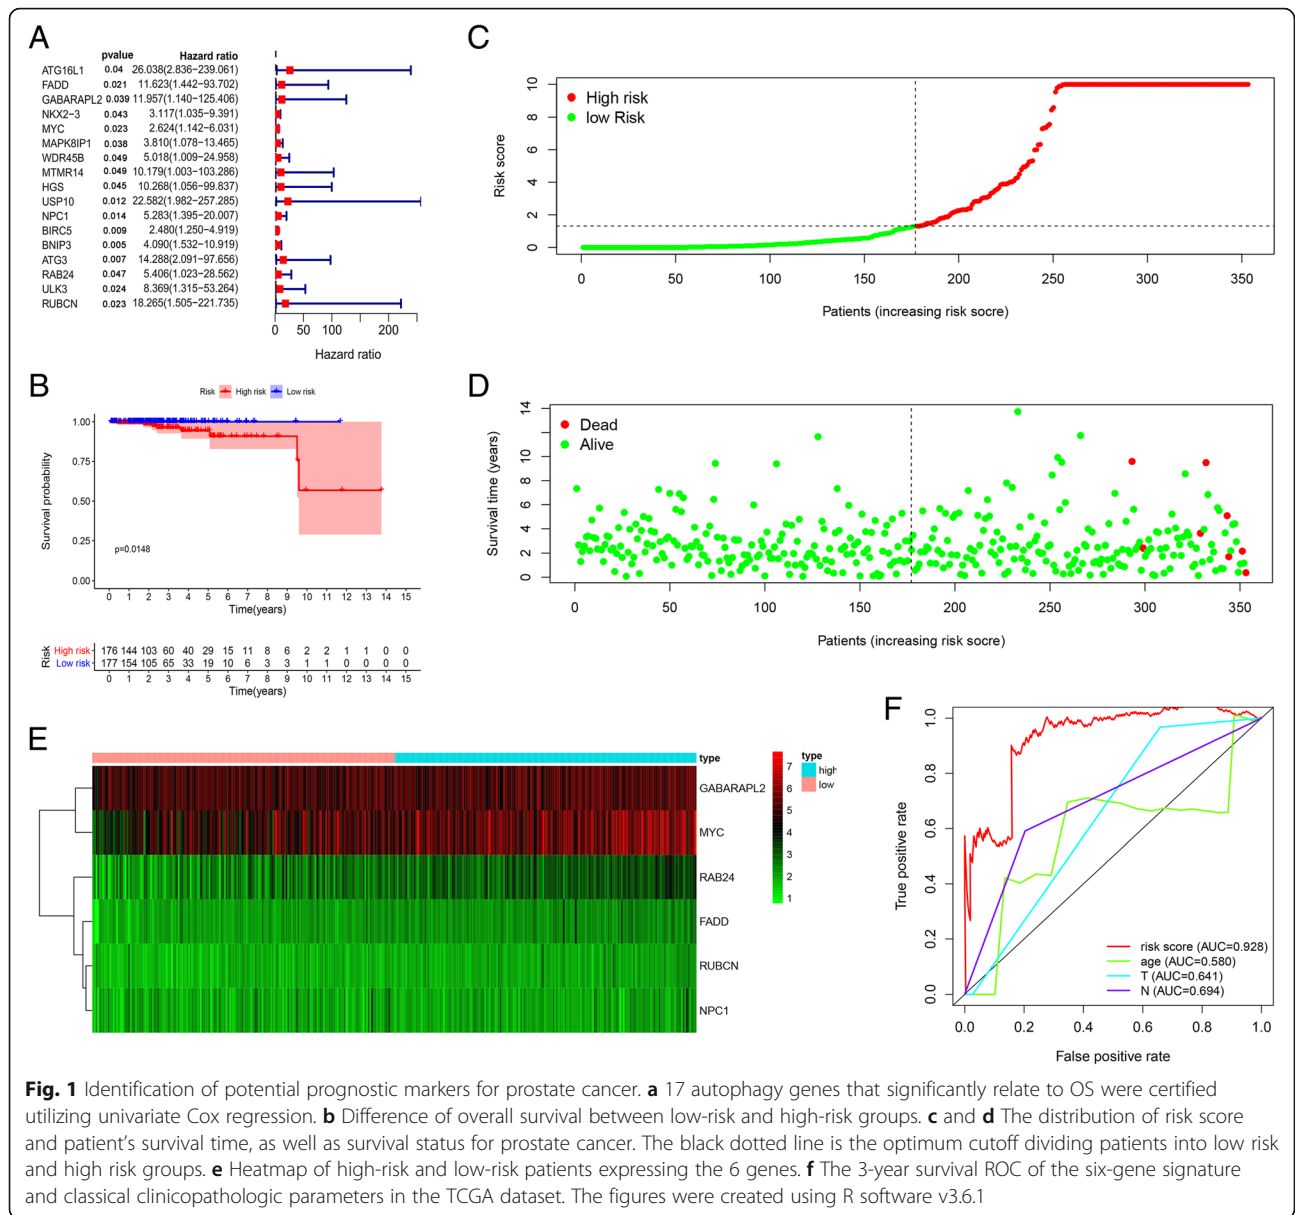 A
pvalue Hazard ratio
ATG16L1 0.04 26.038(2.836−239.061)
FADD 0.021 11.623(1.442−93.702)
GABARAPL2 0.039 11.957(1.140−125.406)
NKX2−3 0.043 3.117(1.035−9.391)
MYC 0.023 2.624(1.142−6.031)
MAPK8IP1 0.038 3.810(1.078−13.465)
WDR45B 0.049 5.018(1.009−24.958)
MTMR14 0.049 10.179(1.003−103.286)
HGS 0.045 10.268(1.056−99.837)
USP10 0.012 22.582(1.982−257.285)
NPC1 0.014 5.283(1.395−20.007)
BIRC5 0.009 2.480(1.250−4.919)
BNIP3 0.005 4.090(1.532−10.919)
ATG3 0.007 14.288(2.091−97.656)
RAB24 0.047 5.406(1.023−28.562)
ULK3 0.024 8.369(1.315−53.264)
RUBCN 0.023 18.265(1.505−221.735)
0 50 100 200
Hazard ratio
C
High risk
low Risk
Risk score
10
8
6
4
2
0
0 50 100 150 200 250 300 350
Patients (increasing risk socre)
B
Risk High risk Low risk
Survival probability
1.00
0.75
0.50
0.25
0.00
p=0.0148
0 1 2 3 4 5 6 7 8 9 10 11 12 13 14 15
Time(years)
Risk
High risk 176 144 103 60 40 29 15 11 8 6 2 2 1 1 0 0
Low risk 177 154 105 65 33 19 10 6 3 3 1 1 0 0 0 0
0 1 2 3 4 5 6 7 8 9 10 11 12 13 14 15
Time(years)
D
Dead
Alive
Survival time (years)
14
10
8
6
4
2
0
0 50 100 150 200 250 300 350
Patients (increasing risk socre)
E
type
GABARAPL2
MYC
RAB24
FADD
RUBCN
NPC1
7
6
5
4
3
2
1
type
high
low
F
True positive rate
1.0
0.8
0.6
0.4
0.2
0.0
risk score (AUC=0.928)
age (AUC=0.580)
T (AUC=0.641)
N (AUC=0.694)
0.0 0.2 0.4 0.6 0.8 1.0
False positive rate
Fig. 1 Identification of potential prognostic markers for prostate cancer. a 17 autophagy genes that significantly relate to OS were certified
utilizing univariate Cox regression. b Difference of overall survival between low-risk and high-risk groups. c and d The distribution of risk score
and patient's survival time, as well as survival status for prostate cancer. The black dotted line is the optimum cutoff dividing patients into low risk
and high risk groups. e Heatmap of high-risk and low-risk patients expressing the 6 genes. f The 3-year survival ROC of the six-gene signature
and classical clinicopathologic parameters in the TCGA dataset. The figures were created using R software v3.6.1